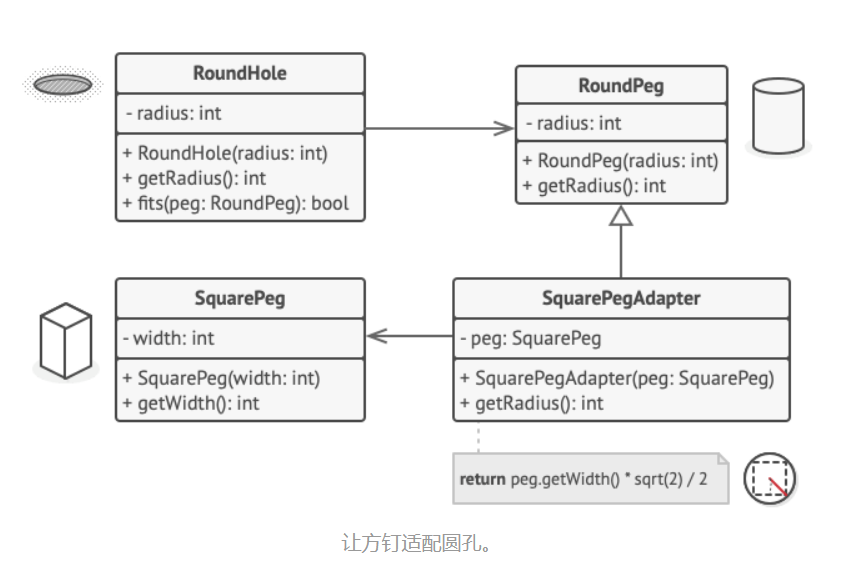 RoundHole
- radius: int
+ RoundHole(radius: int)
+ getRadius(): int
+ fits(peg: RoundPeg): bool
RoundPeg
- radius: int
+ RoundPeg(radius: int)
+ getRadius(): int
SquarePeg
- width: int
+ SquarePeg(width: int)
+ getWidth(): int
SquarePegAdapter
- peg: SquarePeg
+ SquarePegAdapter(peg: SquarePeg)
+ getRadius(): int
return peg.getWidth() * sqrt(2) / 2
让方钉适配圆孔。